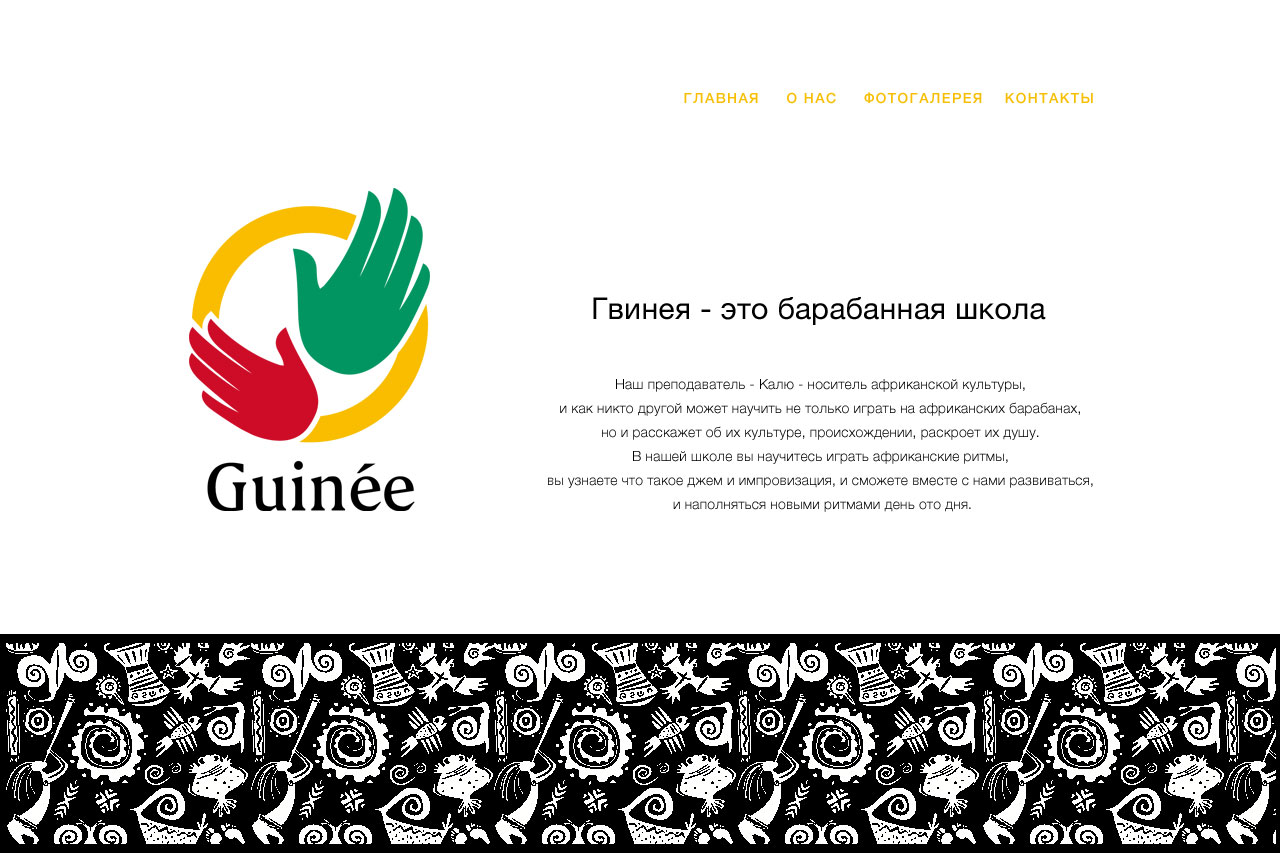 ГЛАВНАЯ О НАС ФОТОГАЛЕРЕЯ КОНТАКТЫ
Guinée
Гвинея - это барабанная школа
Наш преподаватель - Калю - носитель африканской культуры,
и как никто другой может научить не только играть на африканских барабанах,
но и расскажет об их культуре, происхождении, раскроет их душу.
В нашей школе вы научитесь играть африканские ритмы,
вы узнаете что такое джем и импровизация, и сможете вместе с нами развиваться,
и наполняться новыми ритмами день ото дня.